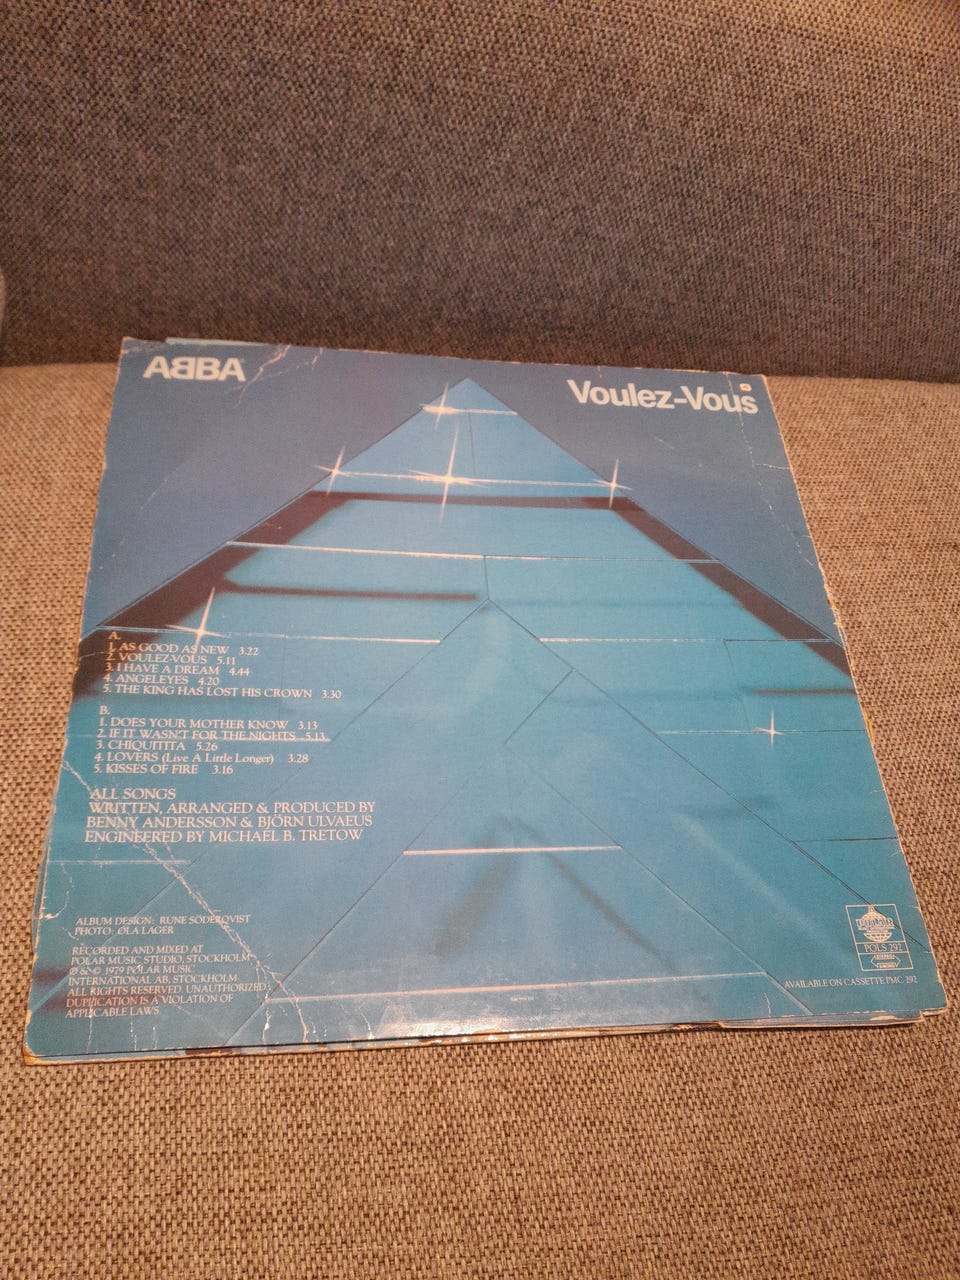 ABBA
Voulez-Vous
A.
1. AS GOOD AS NEW 3.22
2. VOULEZ-VOUS 5.11
3. I HAVE A DREAM 4.44
4. ANGELEYES 4.20
5. THE KING HAS LOST HIS CROWN 3.30
B.
1. DOES YOUR MOTHER KNOW 3.13
2. IF IT WASN'T FOR THE NIGHTS 5.13
3. CHIQUITITA 5.26
4. LOVERS (Live A Little Longer) 3.28
5. KISSES OF FIRE 3.16
ALL SONGS
WRITTEN, ARRANGED & PRODUCED BY
BENNY ANDERSSON & BJÖRN ULVAEUS
ENGINEERED BY MICHAEL B. TRETOW
ALBUM DESIGN: RUNE SÖDERQVIST
PHOTO: OLA LAGER
RECORDED AND MIXED AT
POLAR MUSIC STUDIO, STOCKHOLM
℗ & © 1979 POLAR MUSIC
INTERNATIONAL AB, STOCKHOLM
ALL RIGHTS RESERVED. UNAUTHORIZED
DUPLICATION IS A VIOLATION OF
APPLICABLE LAWS
POLAR
POLS 292
STEREO
AVAILABLE ON CASSETTE PMC 292